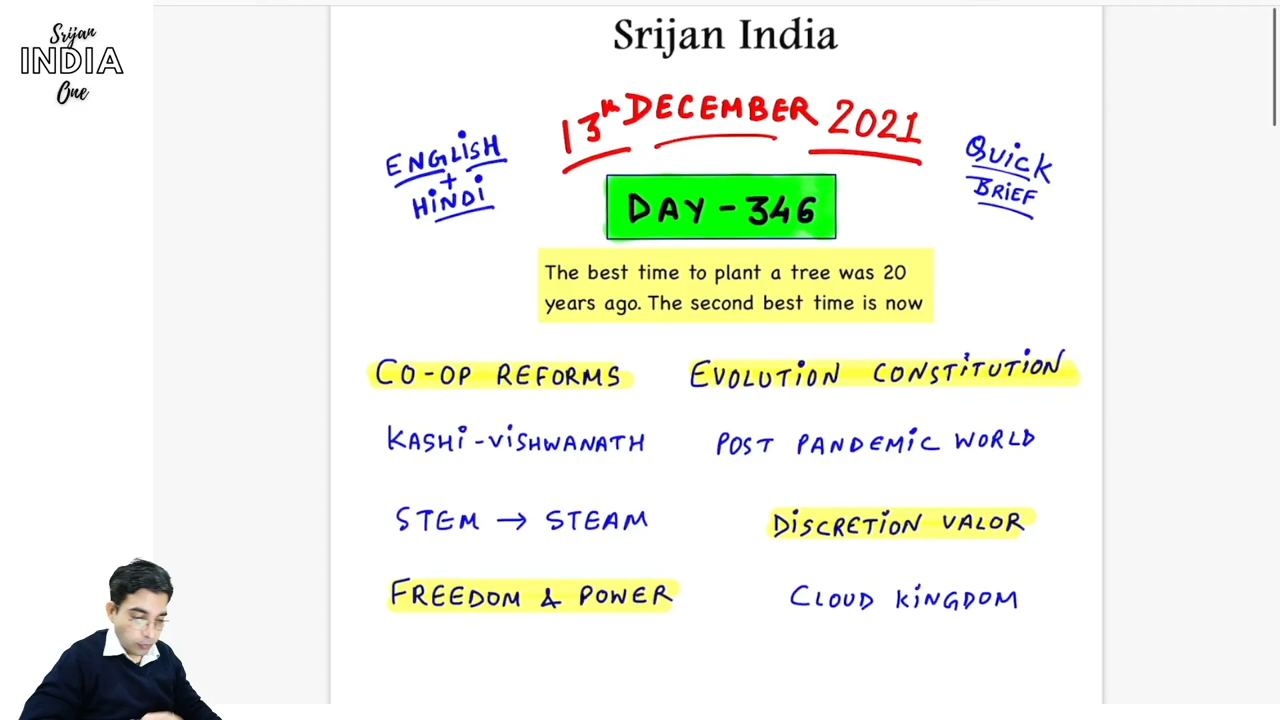 Srijan
INDIA
One
Srijan India
13th DECEMBER 2021
ENGLISH
+
HINDI
QUICK
BRIEF
DAY - 346
The best time to plant a tree was 20
years ago. The second best time is now
CO-OP REFORMS
EVOLUTION CONSTITUTION
KASHI-VISHWANATH
POST PANDEMIC WORLD
STEM → STEAM
DISCRETION VALOR
FREEDOM & POWER
CLOUD KINGDOM